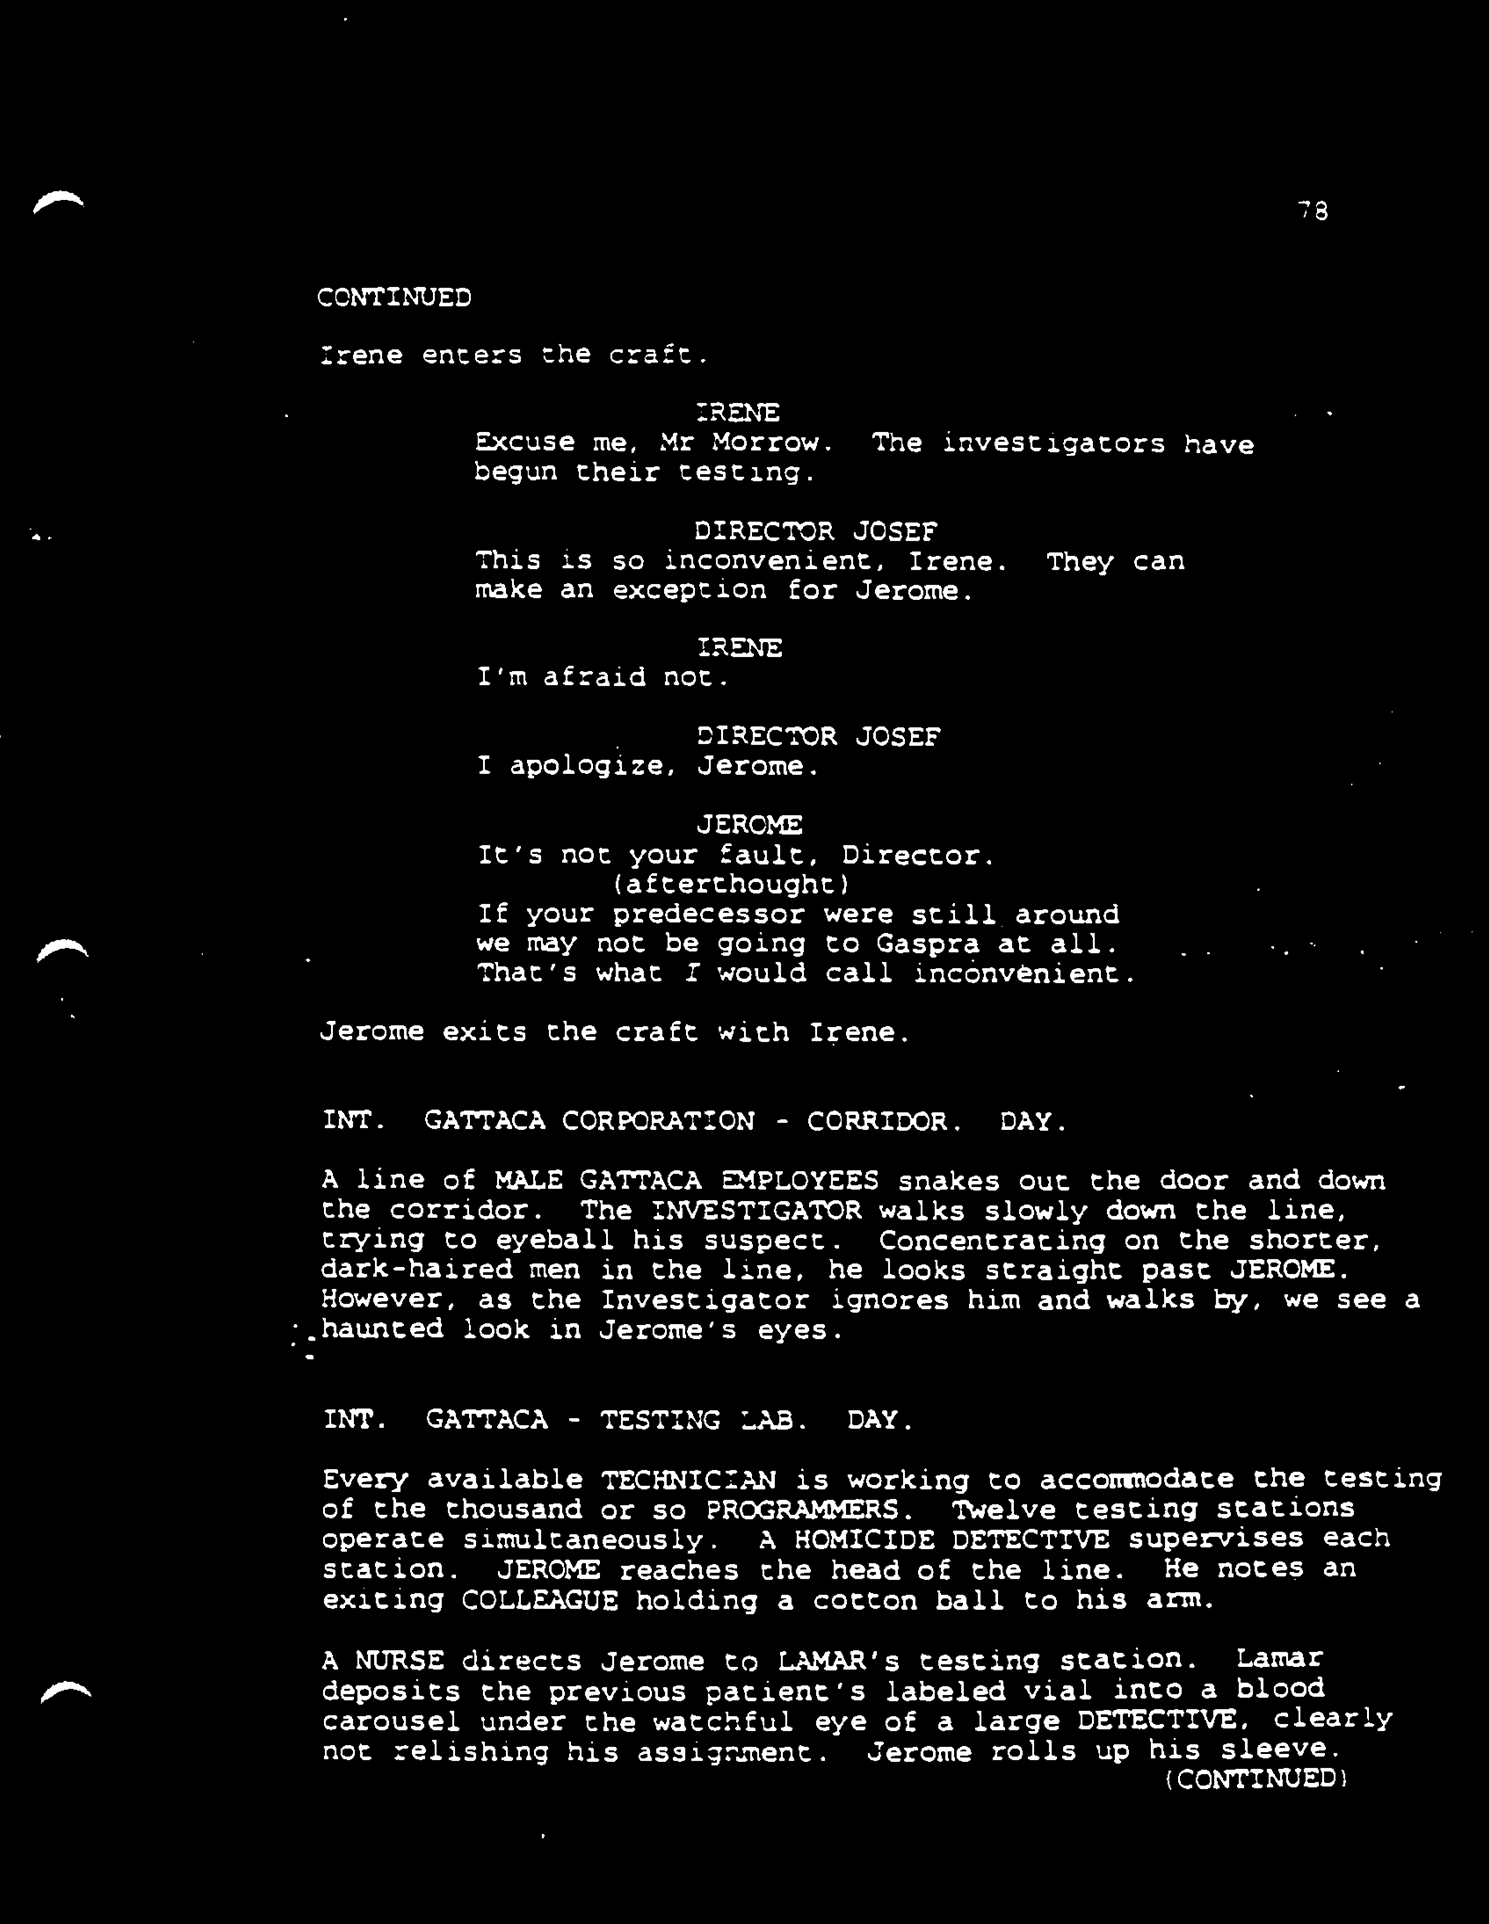 78
CONTINUED
Irene enters the craft.
IRENE
Excuse me, Mr Morrow. The investigators have
begun their testing.
DIRECTOR JOSEF
This is so inconvenient, Irene. They can
make an exception for Jerome.
IRENE
I'm afraid not.
DIRECTOR JOSEF
I apologize, Jerome.
JEROME
It's not your fault, Director.
(afterthought)
If your predecessor were still around
we may not be going to Gaspra at all.
That's what I would call inconvenient.
Jerome exits the craft with Irene.
INT. GATTACA CORPORATION - CORRIDOR. DAY.
A line of MALE GATTACA EMPLOYEES snakes out the door and down
the corridor. The INVESTIGATOR walks slowly down the line,
trying to eyeball his suspect. Concentrating on the shorter,
dark-haired men in the line, he looks straight past JEROME.
However, as the Investigator ignores him and walks by, we see a
haunted look in Jerome's eyes.
INT. GATTACA - TESTING LAB. DAY.
Every available TECHNICIAN is working to accommodate the testing
of the thousand or so PROGRAMMERS. Twelve testing stations
operate simultaneously. A HOMICIDE DETECTIVE supervises each
station. JEROME reaches the head of the line. He notes an
exiting COLLEAGUE holding a cotton ball to his arm.
A NURSE directs Jerome to LAMAR's testing station. Lamar
deposits the previous patient's labeled vial into a blood
carousel under the watchful eye of a large DETECTIVE, clearly
not relishing his assignment. Jerome rolls up his sleeve.
(CONTINUED)